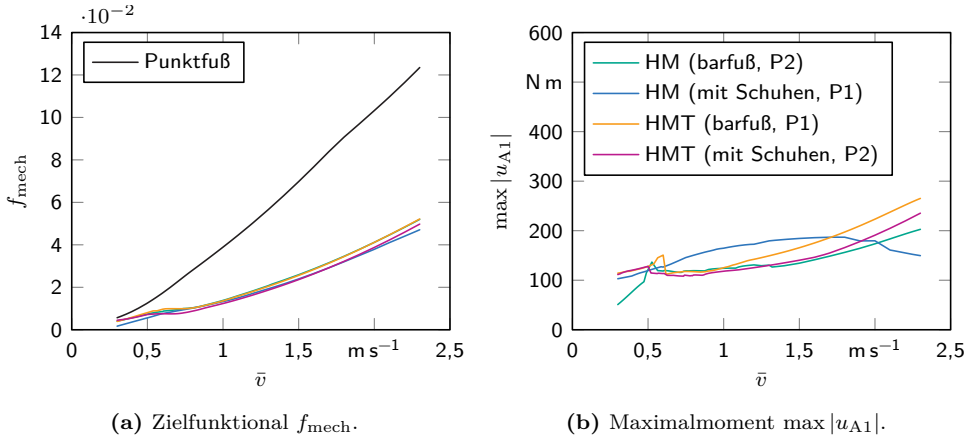 ·10⁻²
14
12
10
8
6
4
2
0
f_mech
Punktfuß
0
0,5
1
1,5
m s⁻¹
2,5
v̄
(a) Zielfunktional f_mech.
600
N m
400
300
200
100
0
max |u_A1|
HM (barfuß, P2)
HM (mit Schuhen, P1)
HMT (barfuß, P1)
HMT (mit Schuhen, P2)
0
0,5
1
1,5
m s⁻¹
2,5
v̄
(b) Maximalmoment max |u_A1|.